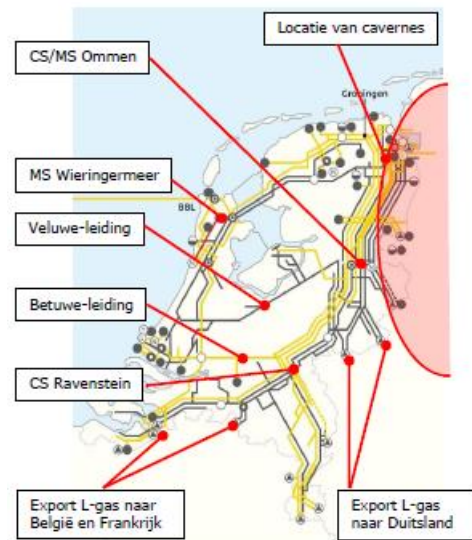 Locatie van cavernes
CS/MS Ommen
Groningen
MS Wieringermeer
BBL
Veluwe-leiding
Betuwe-leiding
CS Ravenstein
Export L-gas naar
België en Frankrijk
Export L-gas
naar Duitsland